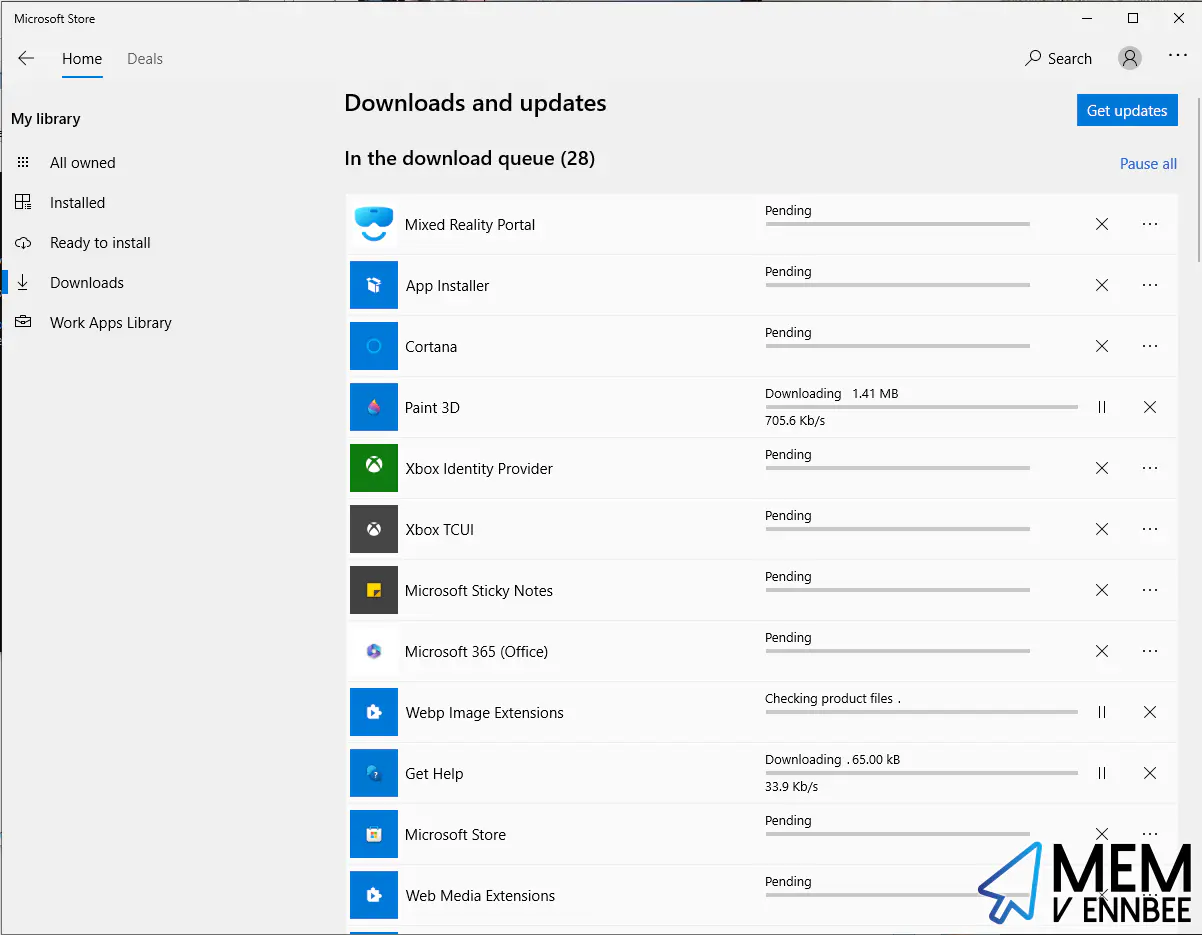 Microsoft Store
Home Deals
Search
My library
All owned
Installed
Ready to install
Downloads
Work Apps Library
Downloads and updates
Get updates
In the download queue (28)
Pause all
Mixed Reality Portal Pending
App Installer Pending
Cortana Pending
Paint 3D Downloading 1.41 MB
705.6 Kb/s
Xbox Identity Provider Pending
Xbox TCUI Pending
Microsoft Sticky Notes Pending
Microsoft 365 (Office) Pending
Webp Image Extensions Checking product files .
Get Help Downloading .65.00 kB
33.9 Kb/s
Microsoft Store Pending
Web Media Extensions Pending
MEM
V ENNBEE